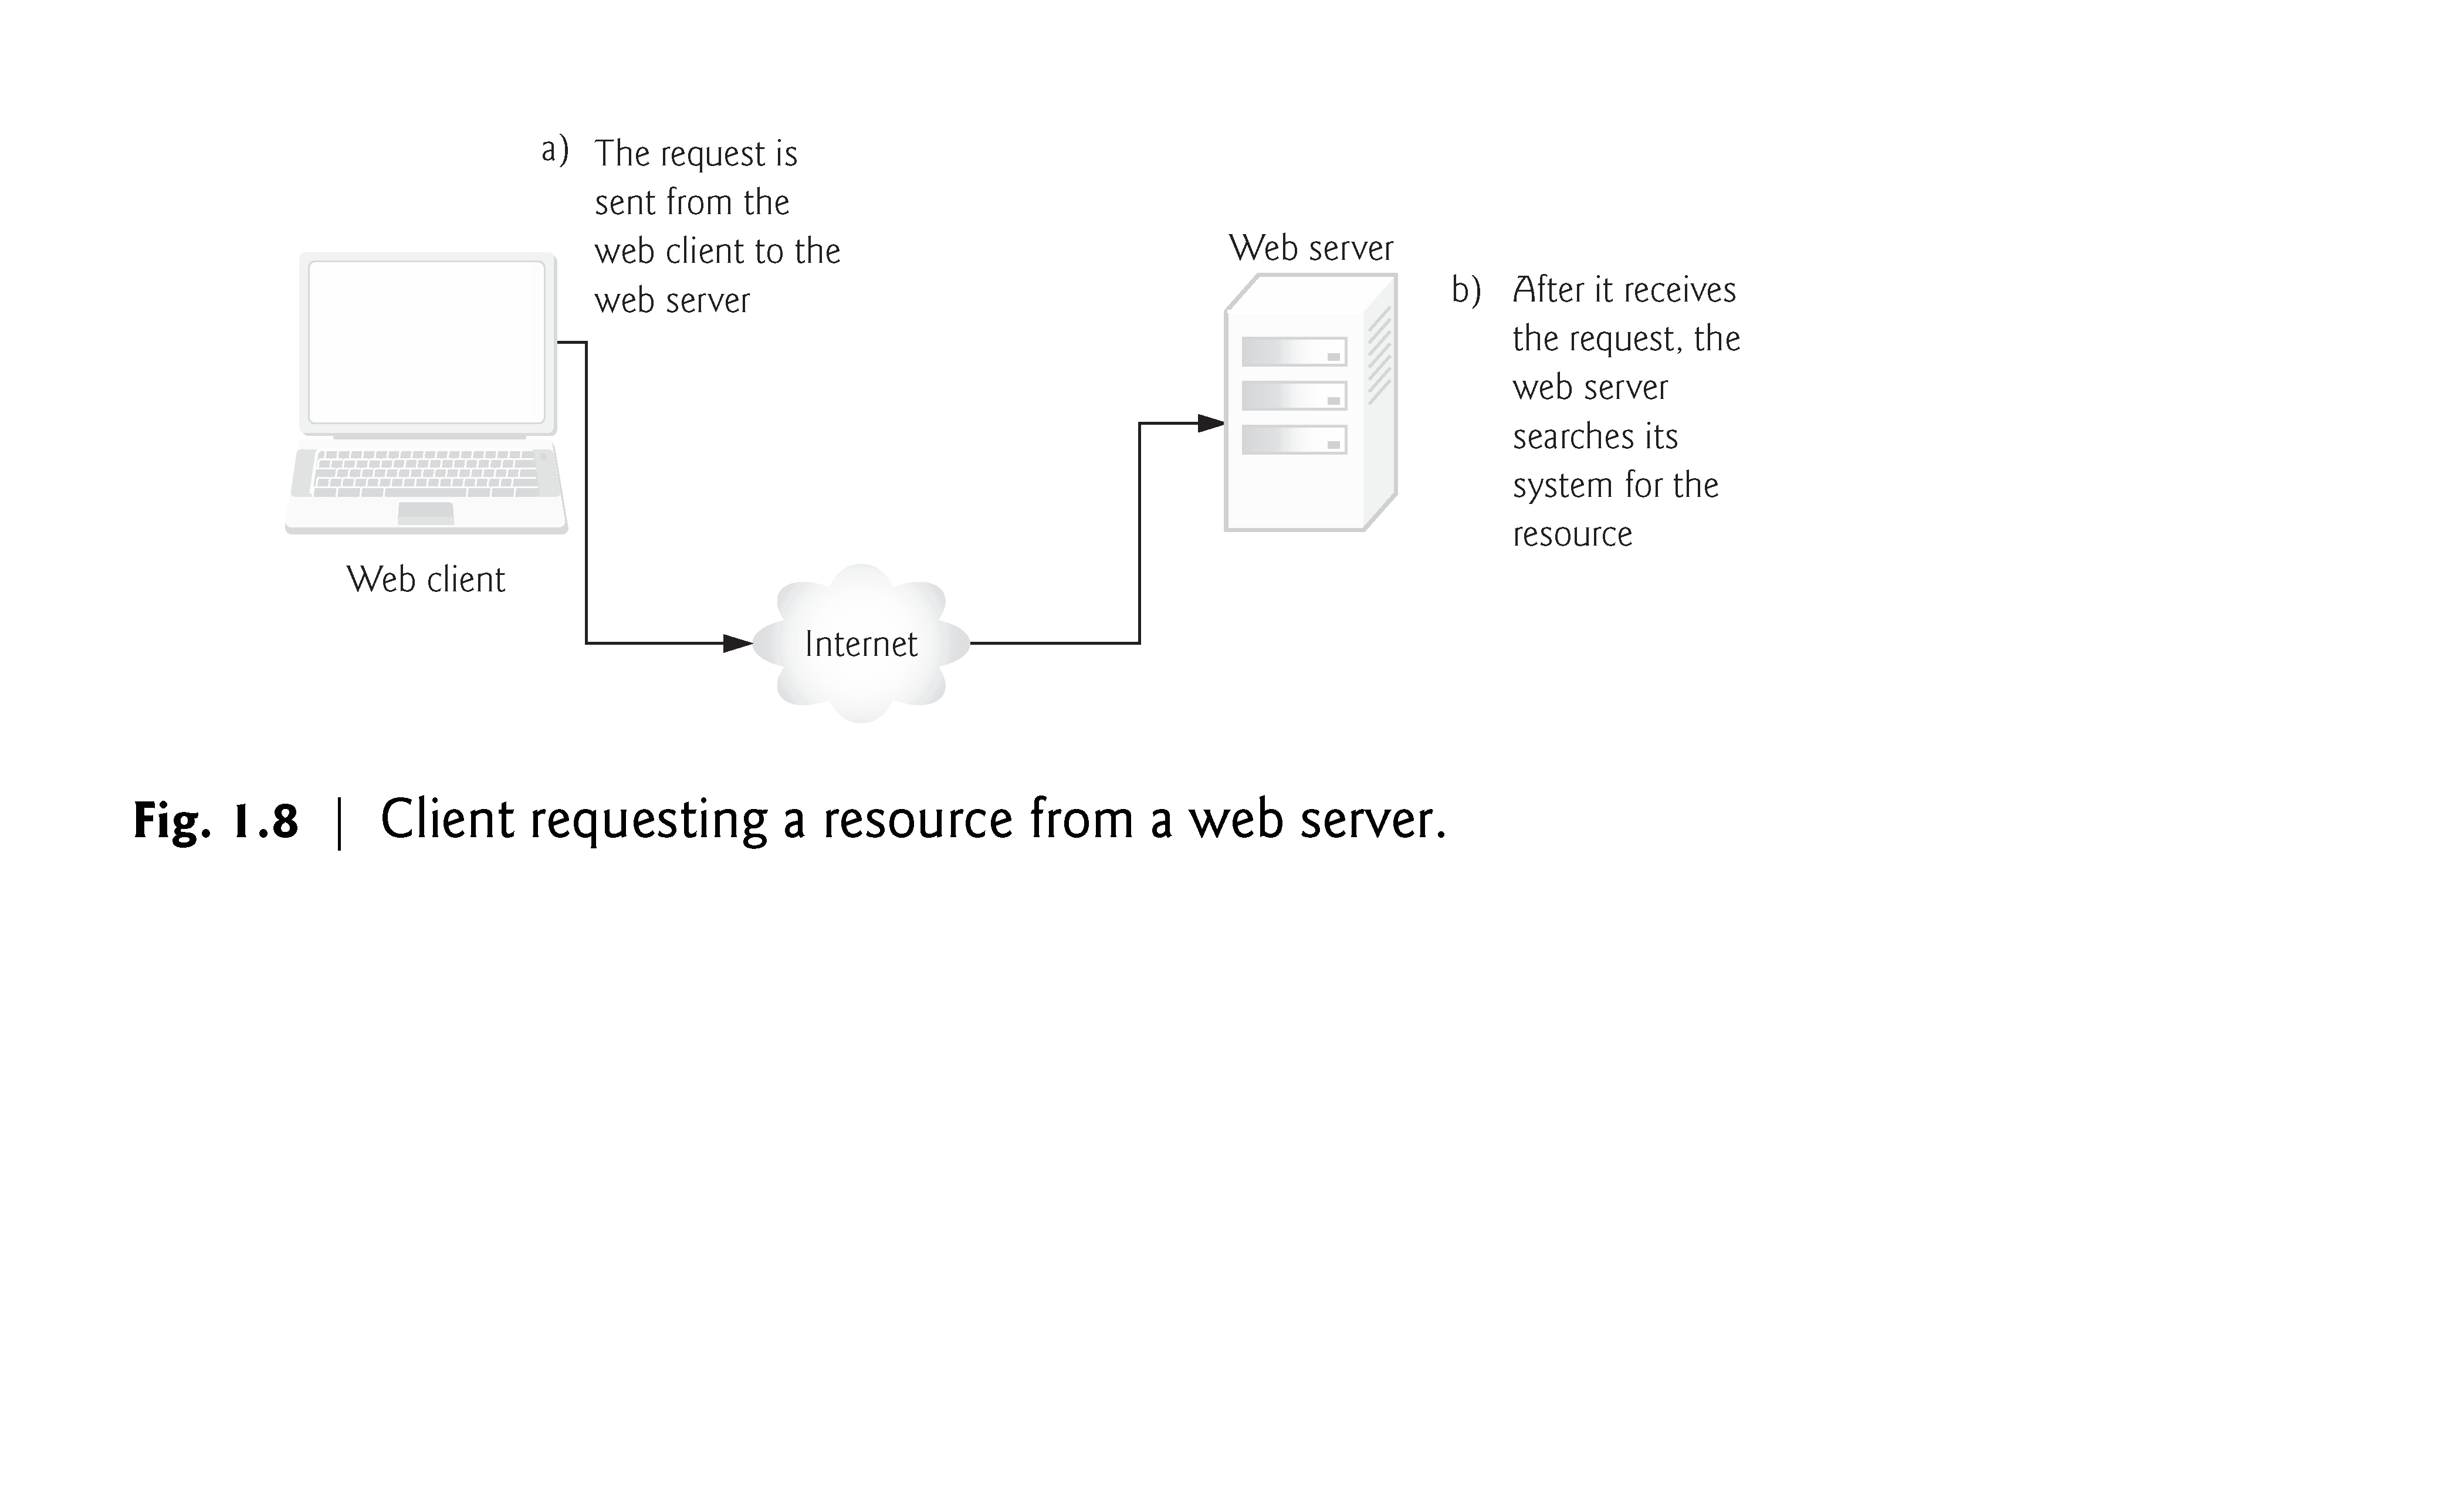 a) The request is
sent from the
web client to the
web server
Web server
b) After it receives
the request, the
web server
searches its
system for the
resource
Web client
Internet
Fig. 1.8 | Client requesting a resource from a web server.